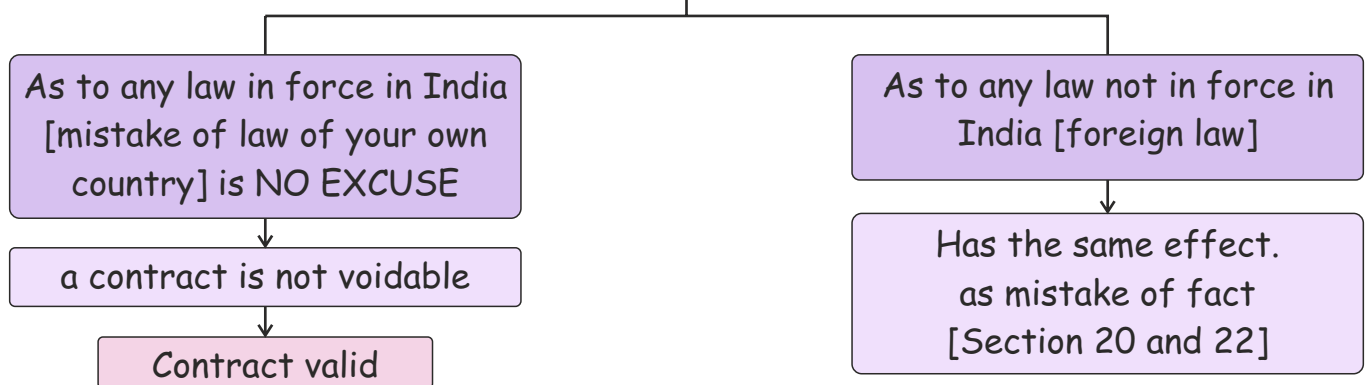 As to any law in force in India
[mistake of law of your own
country] is NO EXCUSE
a contract is not voidable
Contract valid
As to any law not in force in
India [foreign law]
Has the same effect.
as mistake of fact
[Section 20 and 22]